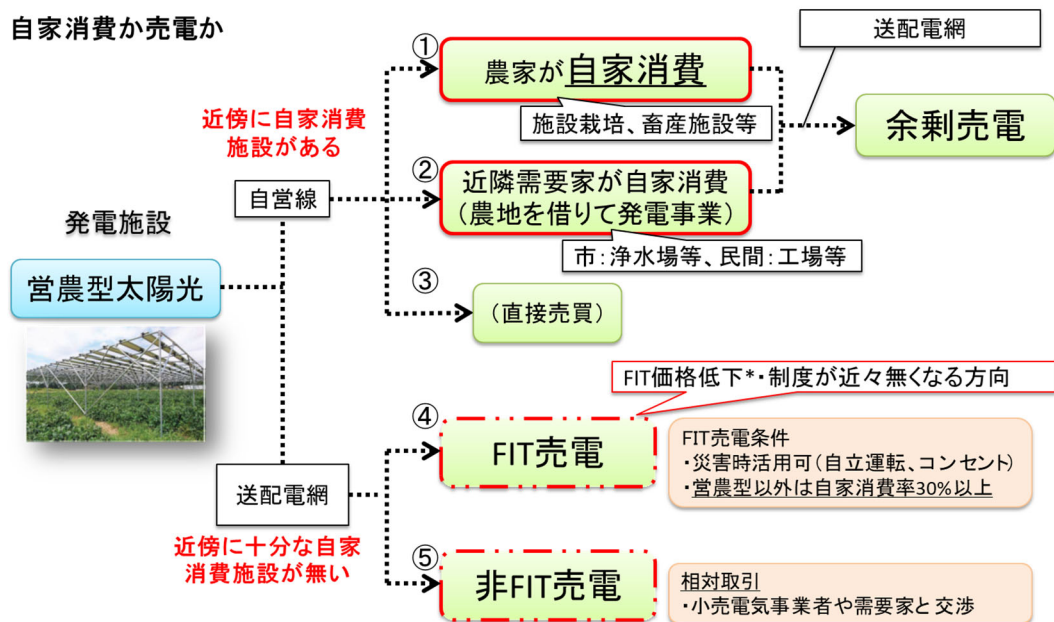 自家消費か売電か
送配電網
①
農家が自家消費
余剰売電
近傍に自家消費
施設がある
施設栽培、畜産施設等
②
近隣需要家が自家消費
(農地を借りて発電事業)
自営線
市:浄水場等、民間:工場等
発電施設
営農型太陽光
③
(直接売買)
FIT価格低下*・制度が近々無くなる方向
④
FIT売電
FIT売電条件
・災害時活用可(自立運転、コンセント)
・営農型以外は自家消費率30%以上
送配電網
近傍に十分な自家
消費施設が無い
⑤
非FIT売電
相対取引
・小売電気事業者や需要家と交渉